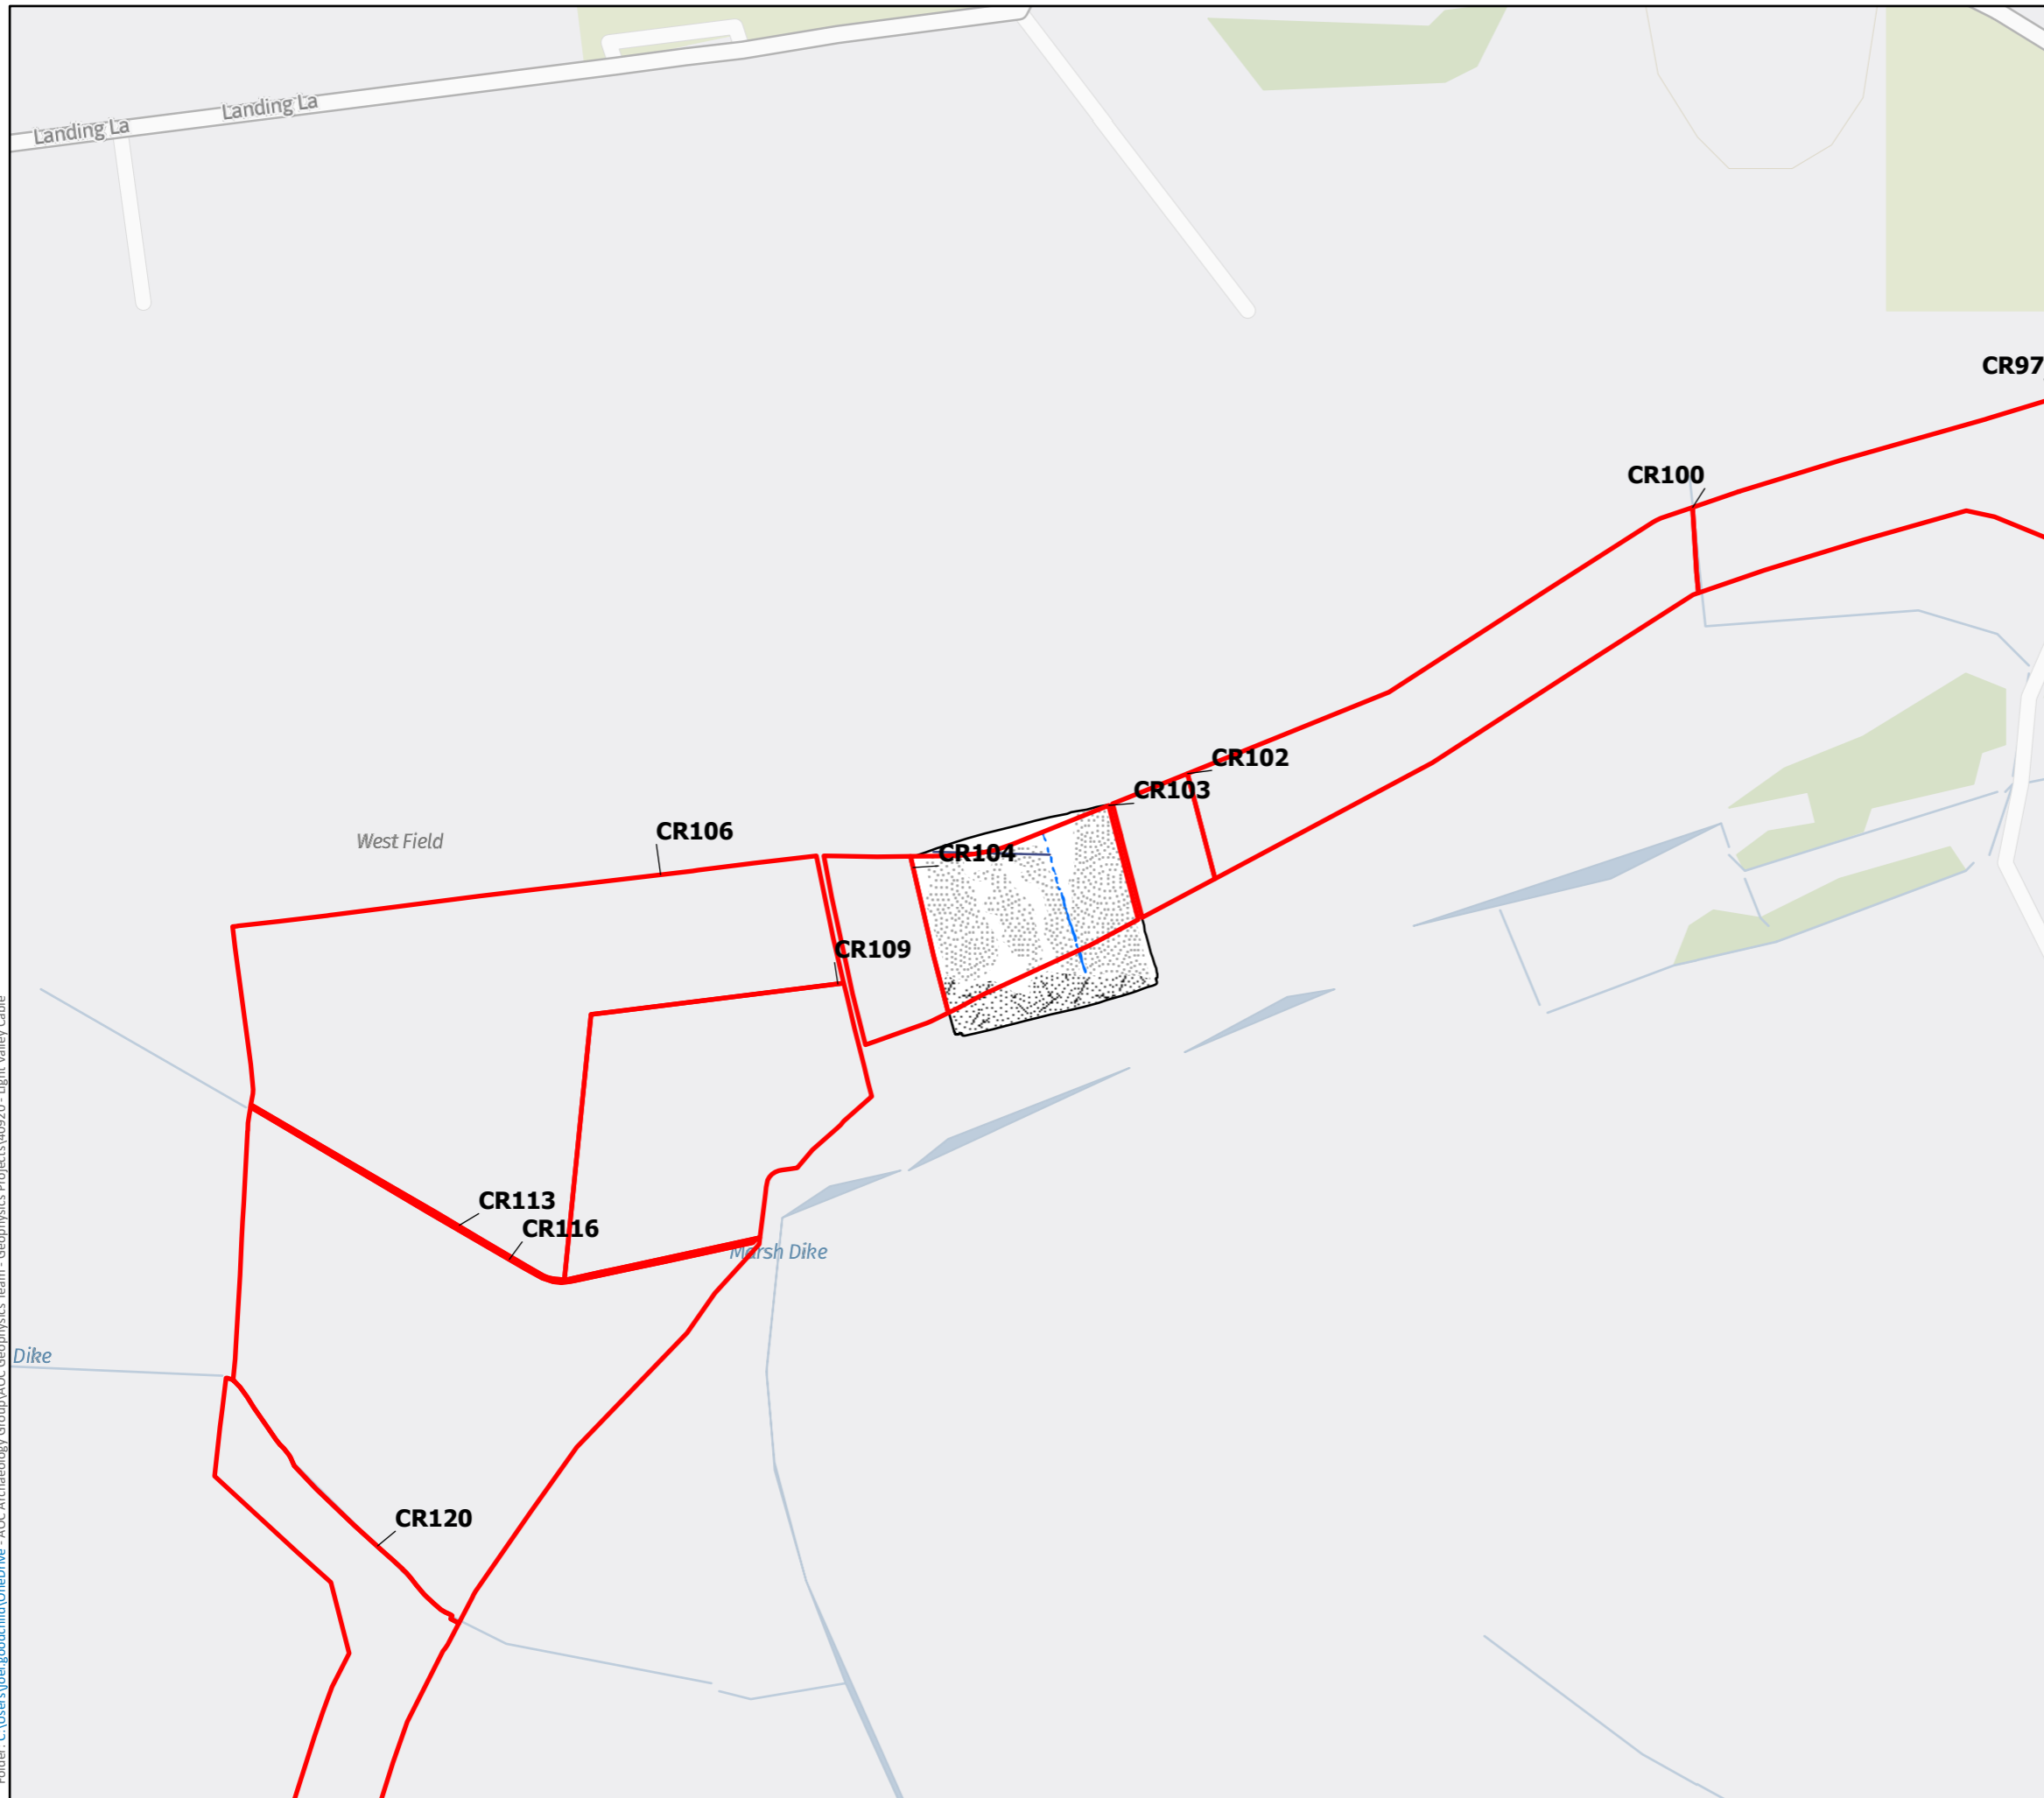 Landing La
Landing La
CR97
CR100
CR102
CR103
West Field
CR106
CR104
CR109
CR113
CR116
Marsh Dike
Dike
CR120